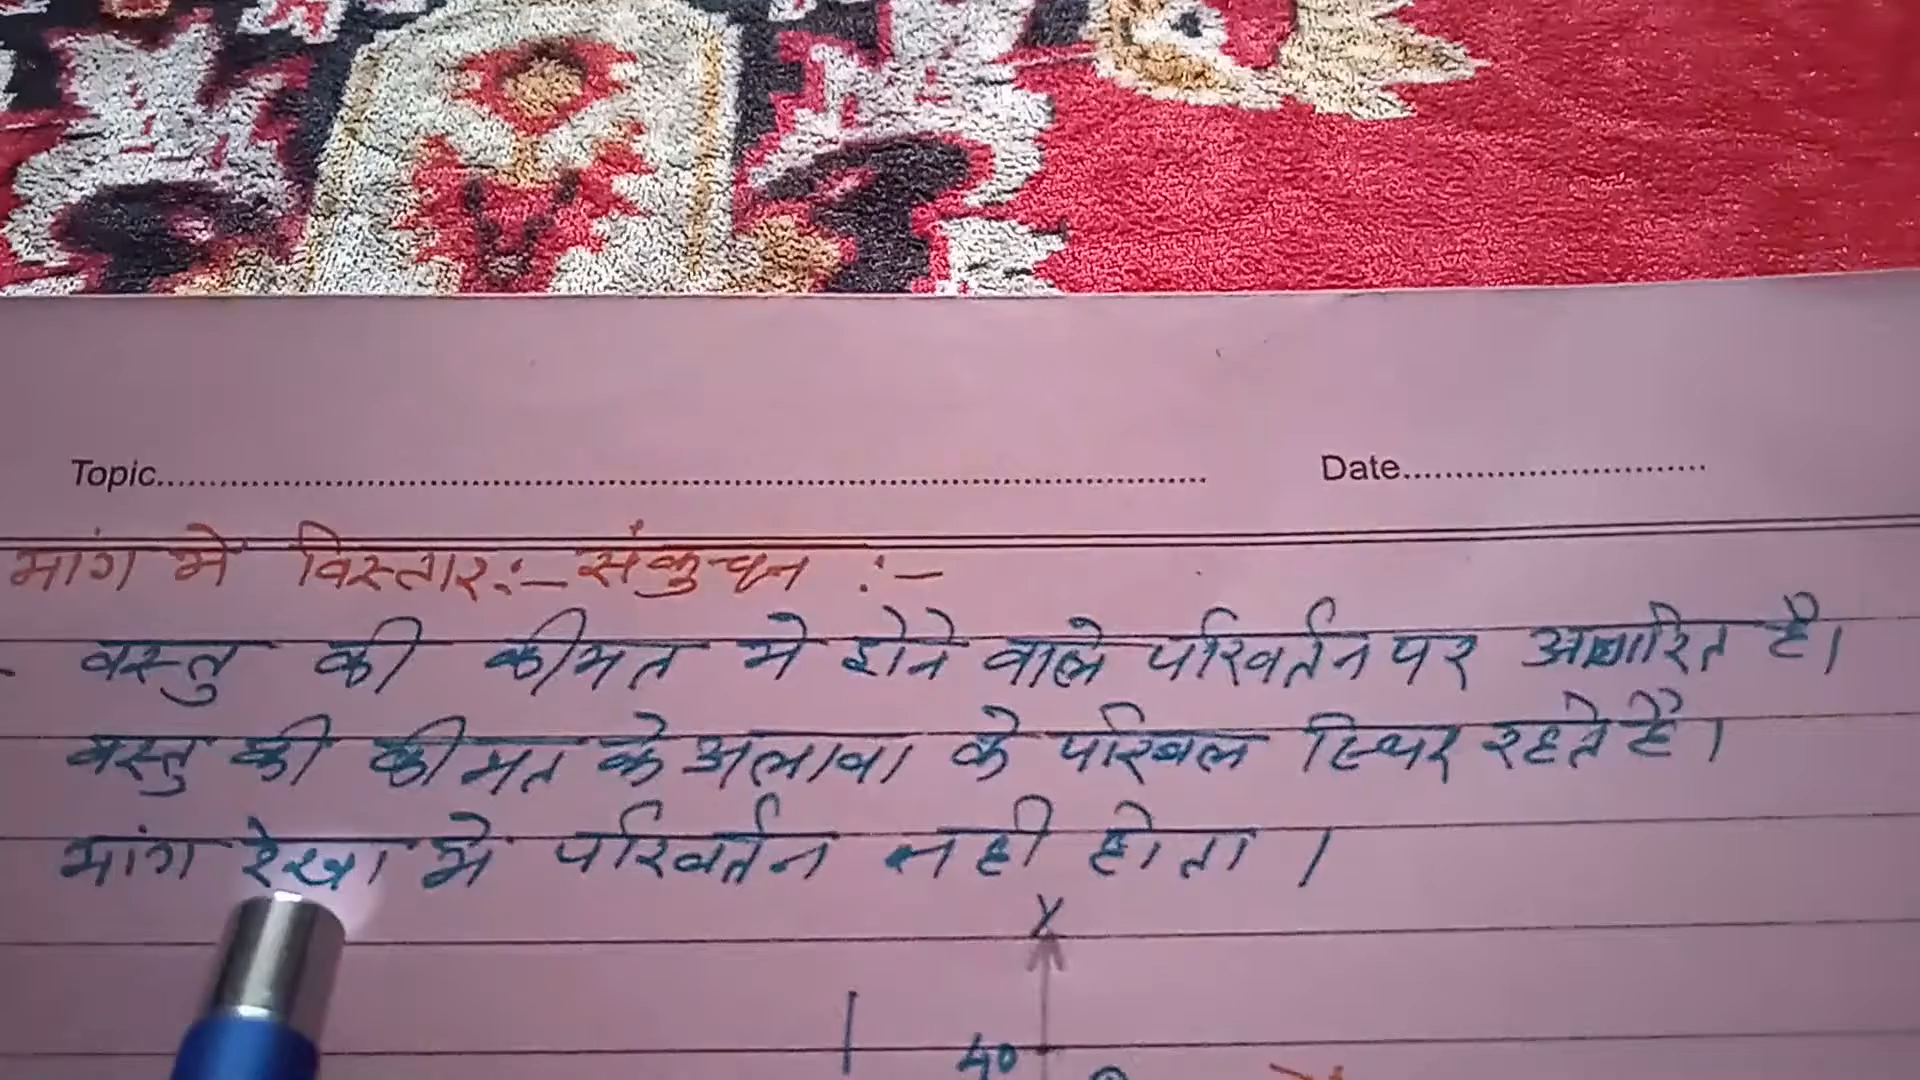 Topic.......... Date..........
मांग मे विस्तार:- संकुचन :-
वस्तु की कीमत मे होने वाले परिवर्तन पर आधारित है।
वस्तु की कीमत के अलावा के परिबल स्थिर रहते है।
मांग रेखा मे परिवर्तन नही होता ।
Y
40